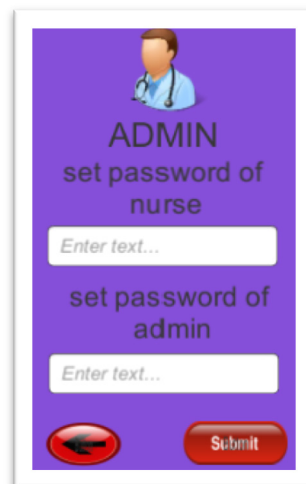 ADMIN
set password of
nurse
Enter text...
set password of
admin
Enter text...
Submit